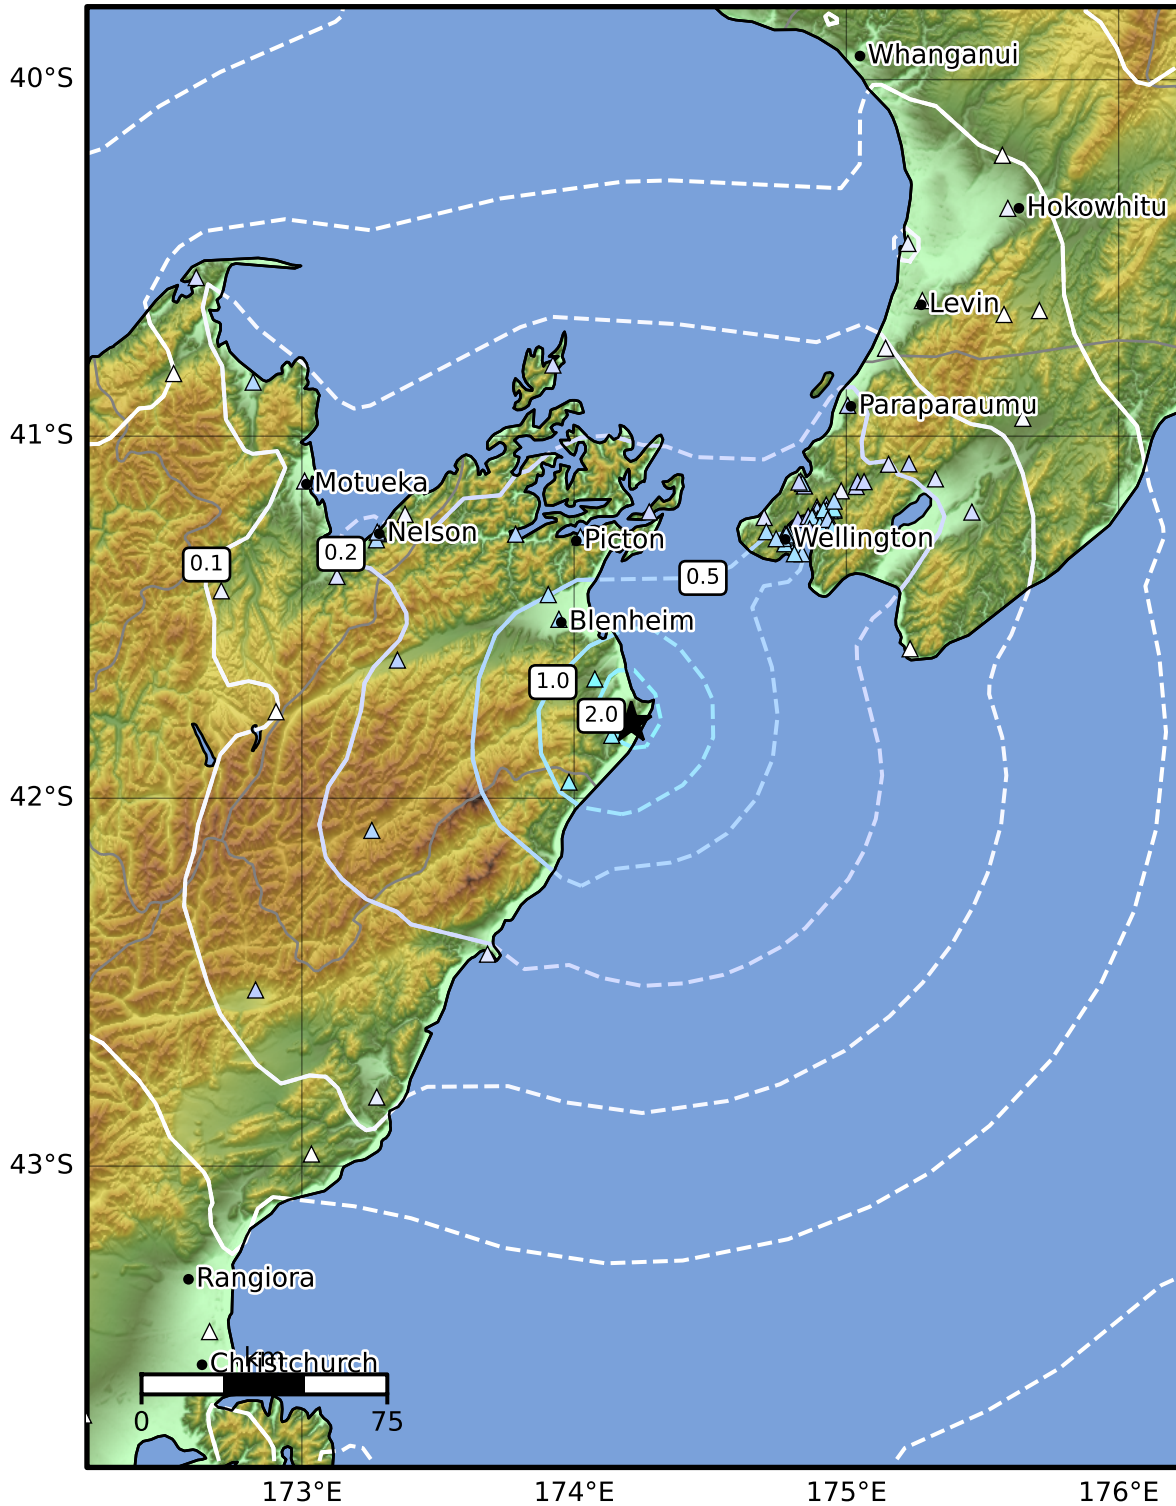 Whanganui
40°S
Hokowhitu
Levin
Paraparaumu
41°S
Motueka
Nelson
Picton
Wellington
0.1
0.2
0.5
Blenheim
1.0
2.0
42°S
43°S
Rangiora
km
Christchurch
0
75
173°E
174°E
175°E
176°E